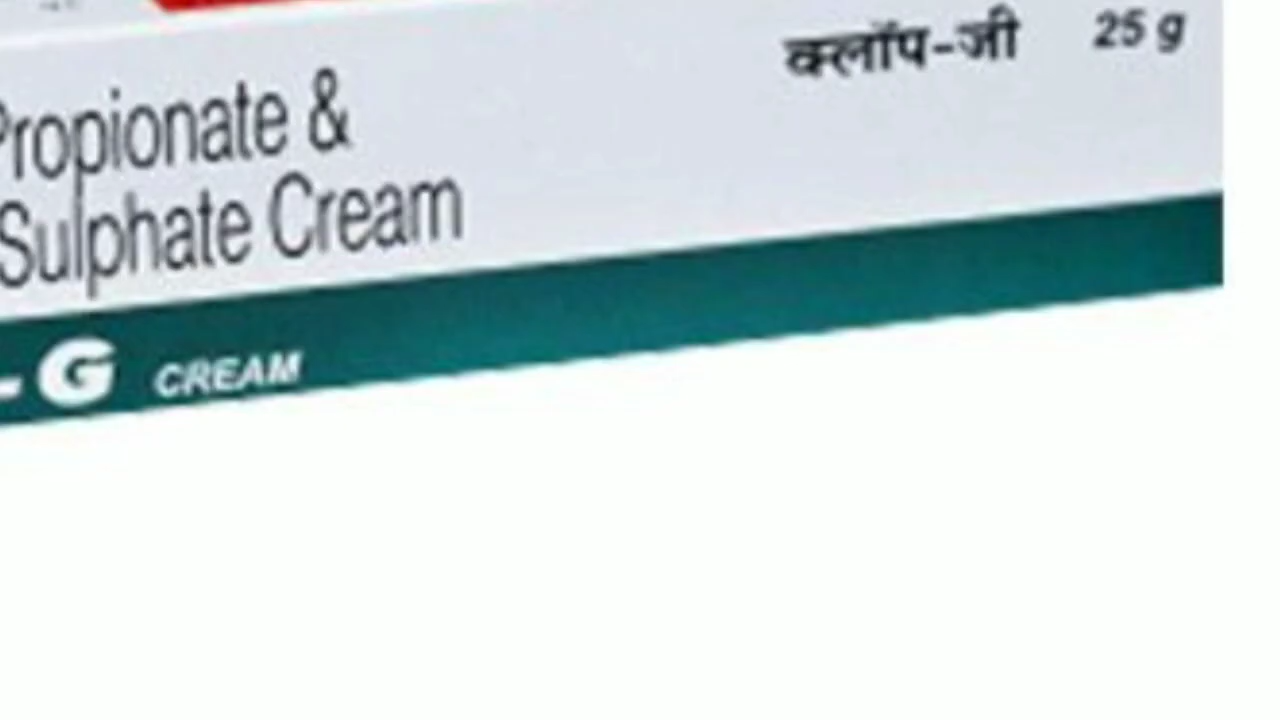 क्लॉप-जी 25 g
Propionate &
Sulphate Cream
-G CREAM